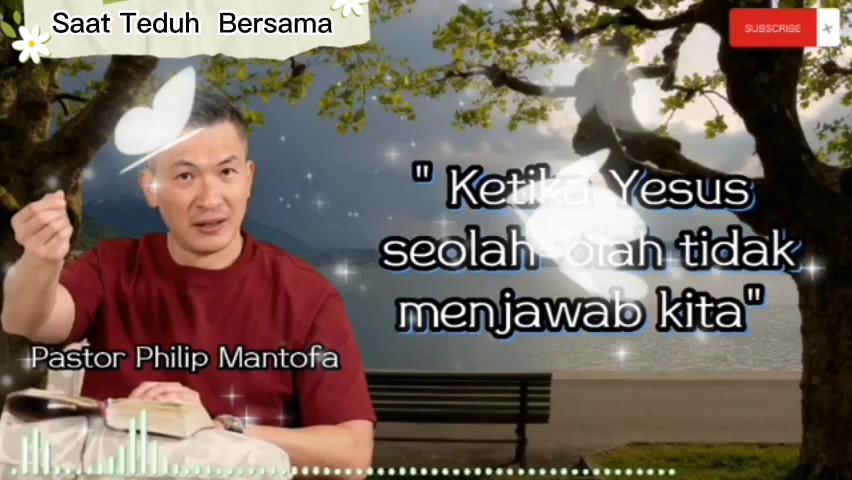 Saat Teduh Bersama
SUBSCRIBE
" Ketika Yesus
seolah-olah tidak
menjawab kita"
Pastor Philip Mantofa